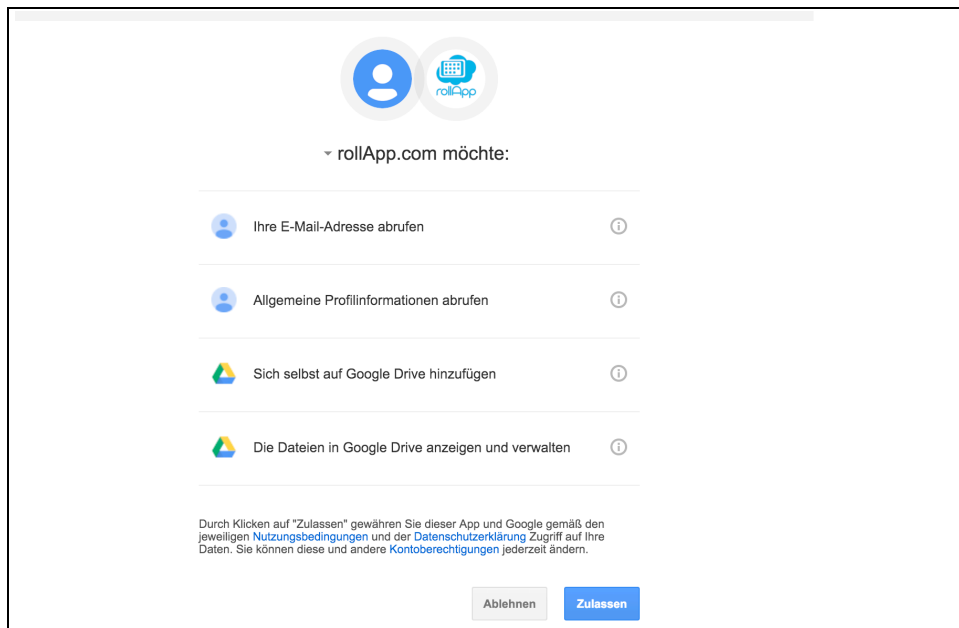 rollApp
rollApp.com möchte:
Ihre E-Mail-Adresse abrufen
Allgemeine Profilinformationen abrufen
Sich selbst auf Google Drive hinzufügen
Die Dateien in Google Drive anzeigen und verwalten
Durch Klicken auf "Zulassen" gewähren Sie dieser App und Google gemäß den
jeweiligen Nutzungsbedingungen und der Datenschutzerklärung Zugriff auf Ihre
Daten. Sie können diese und andere Kontoberechtigungen jederzeit ändern.
Ablehnen Zulassen